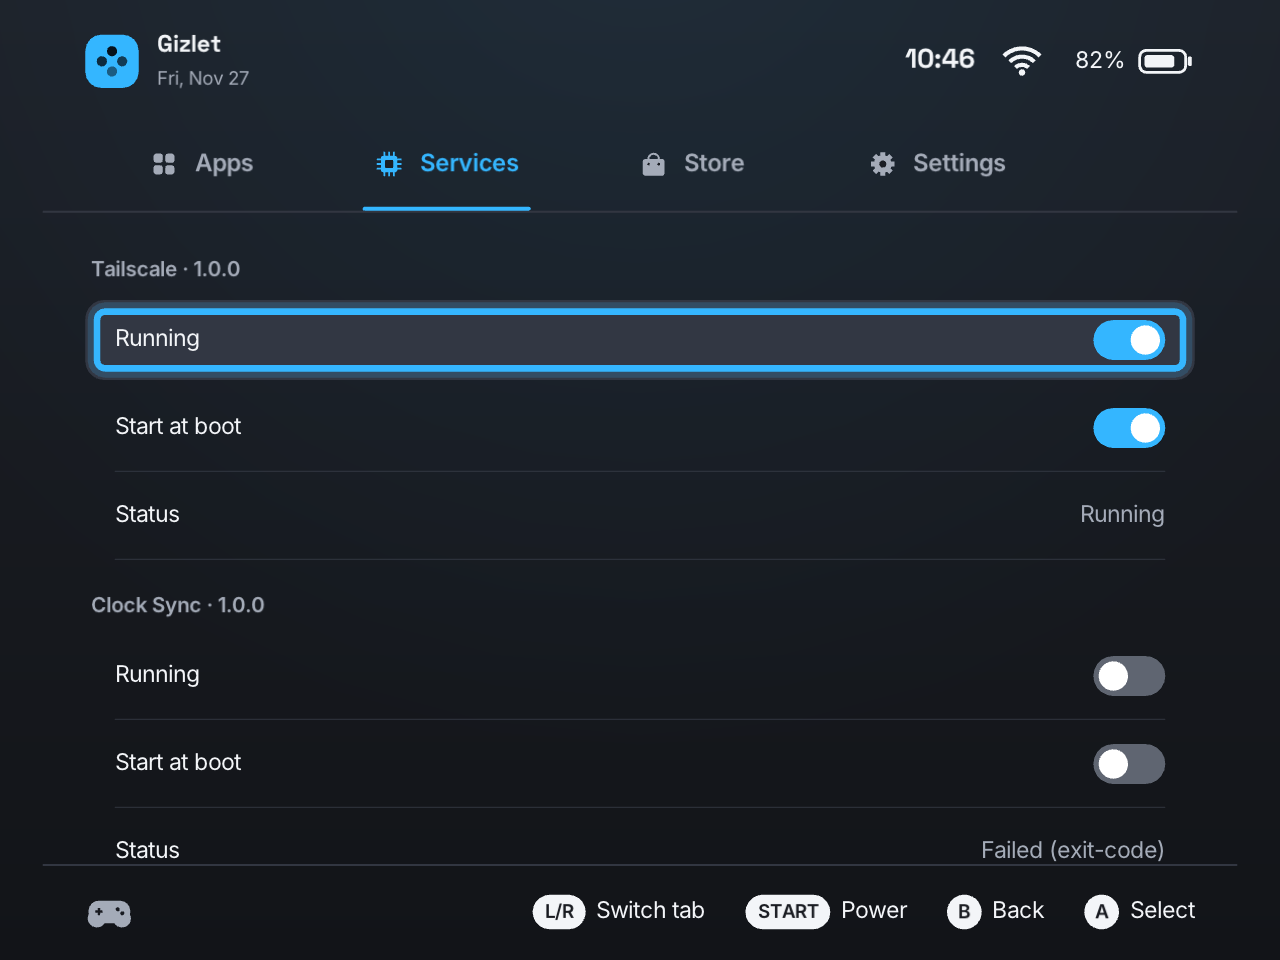 Gizlet
Fri, Nov 27
10:46
82%
Apps
Services
Store
Settings
Tailscale · 1.0.0
Running
Start at boot
Status
Running
Clock Sync · 1.0.0
Running
Start at boot
Status
Failed (exit-code)
L/R Switch tab
START Power
B Back
A Select